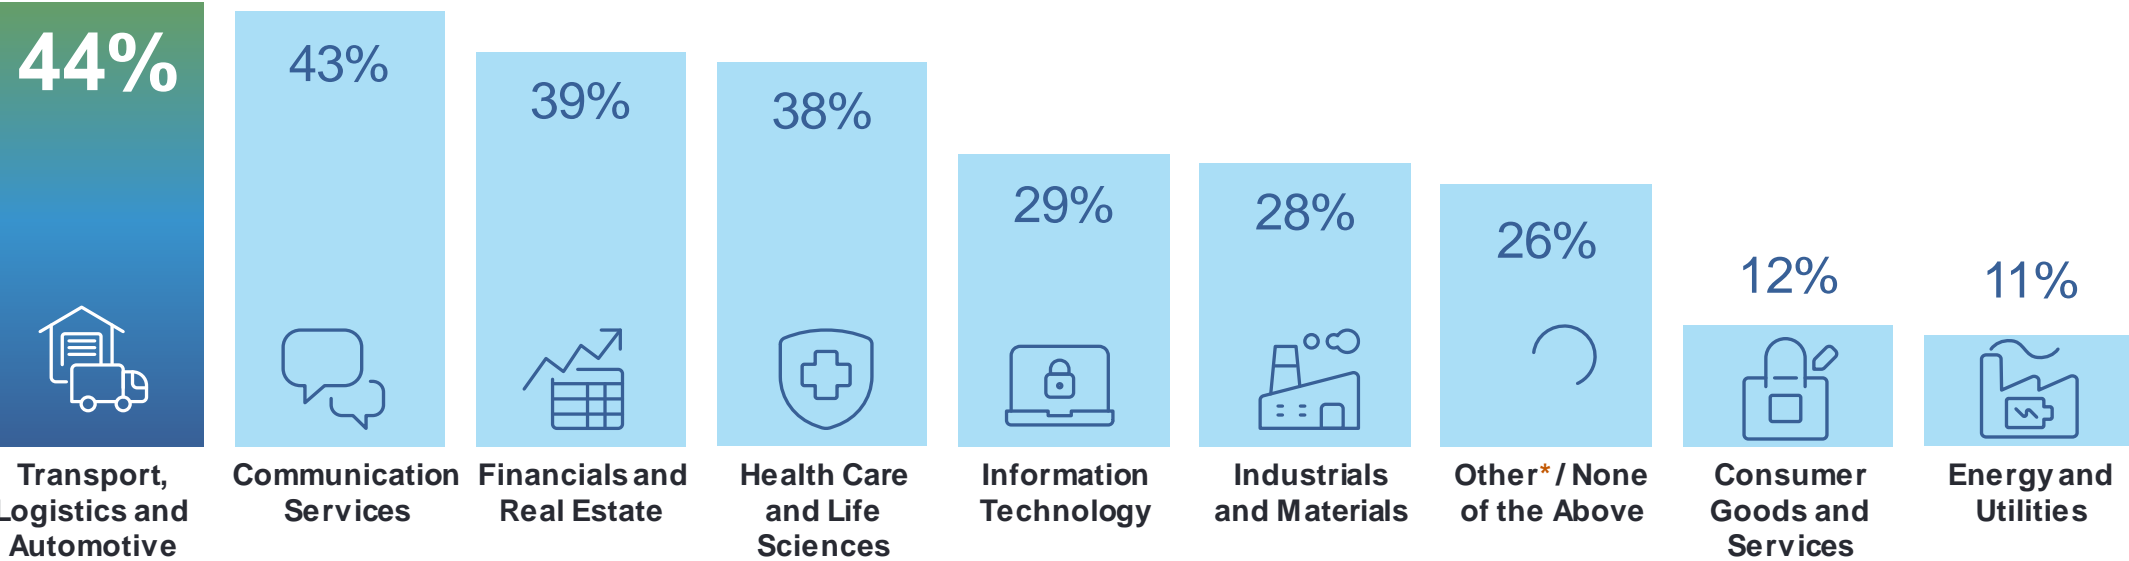 44%
43%
39%
38%
29%
28%
26%
12%
11%
Transport,
Logistics and
Automotive
Communication
Services
Financials and
Real Estate
Health Care
and Life
Sciences
Information
Technology
Industrials
and Materials
Other* / None
of the Above
Consumer
Goods and
Services
Energy and
Utilities